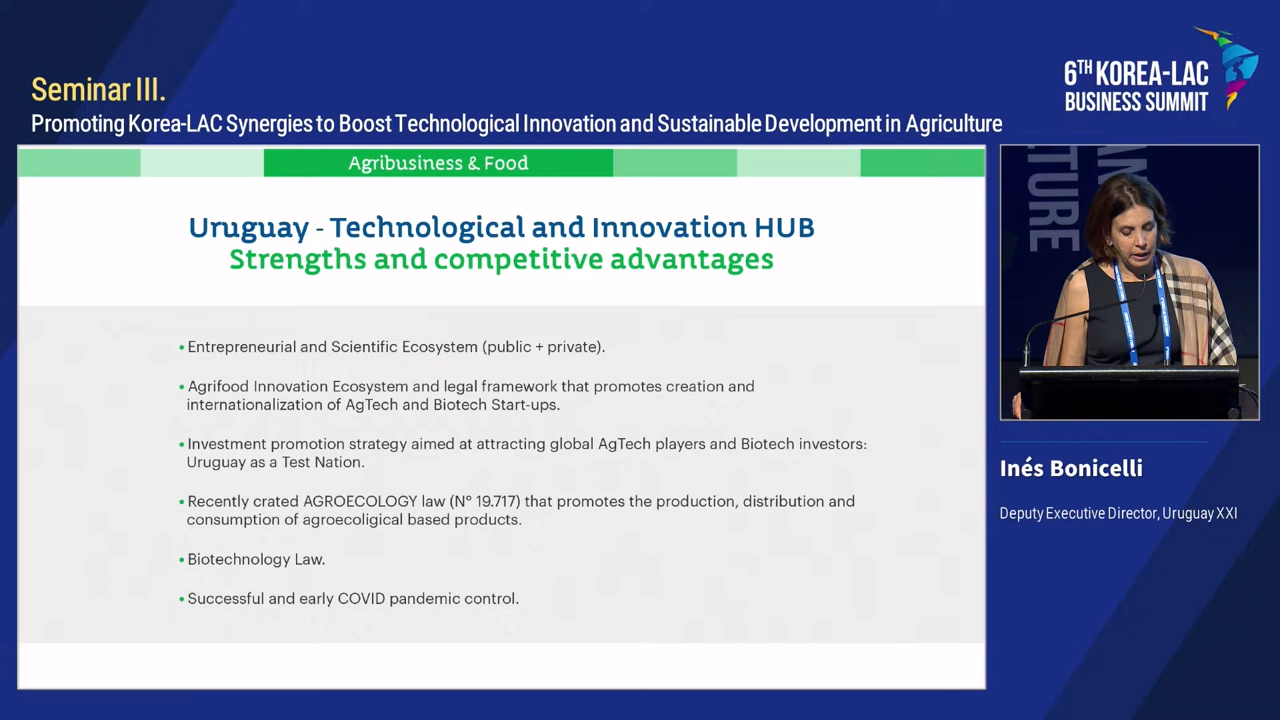 Seminar III.
Promoting Korea-LAC Synergies to Boost Technological Innovation and Sustainable Development in Agriculture
6TH KOREA-LAC
BUSINESS SUMMIT
Agribusiness & Food
Uruguay - Technological and Innovation HUB
Strengths and competitive advantages
• Entrepreneurial and Scientific Ecosystem (public + private).
• Agrifood Innovation Ecosystem and legal framework that promotes creation and
internationalization of AgTech and Biotech Start-ups.
• Investment promotion strategy aimed at attracting global AgTech players and Biotech investors:
Uruguay as a Test Nation.
• Recently crated AGROECOLOGY law (N° 19.717) that promotes the production, distribution and
consumption of agroecoligical based products.
• Biotechnology Law.
• Successful and early COVID pandemic control.
AN
TURE
Inés Bonicelli
Deputy Executive Director, Uruguay XXI